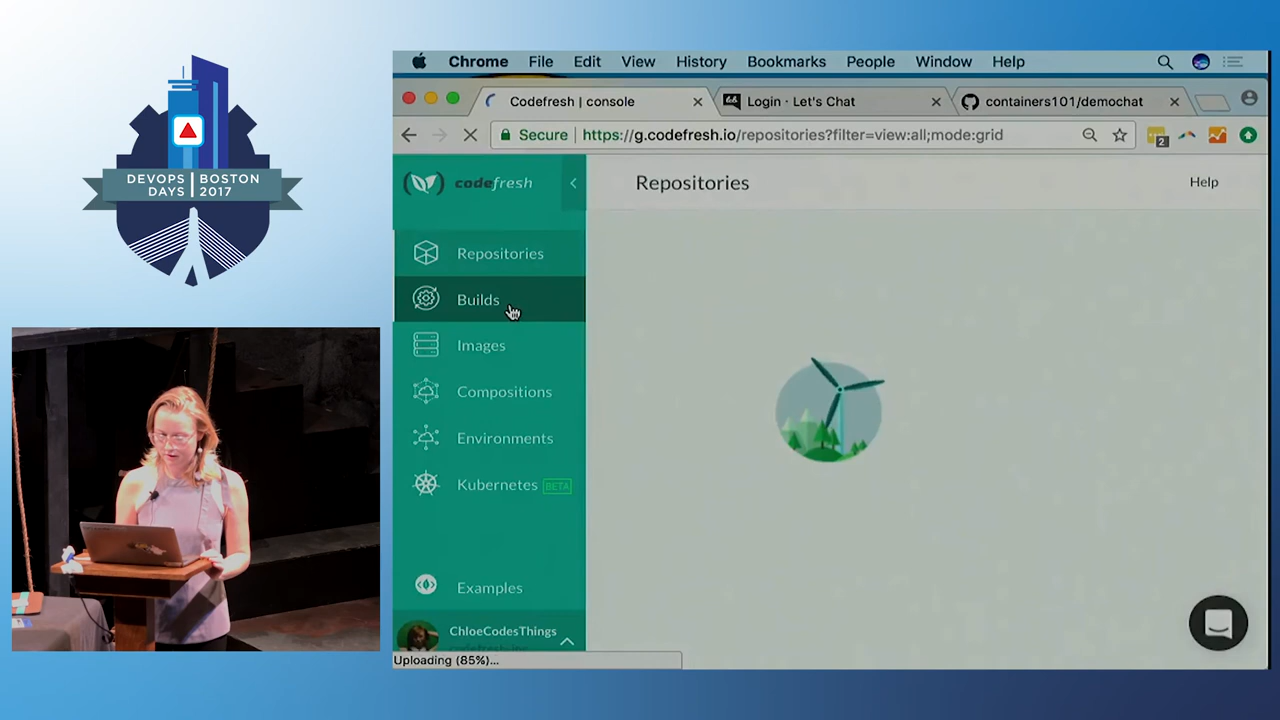 DEVOPS BOSTON
DAYS 2017
Chrome File Edit View History Bookmarks People Window Help
Codefresh | console
Login · Let's Chat
containers101/demochat
Secure https://g.codefresh.io/repositories?filter=view:all;mode:grid
2
codefresh
Repositories
Help
Repositories
Builds
Images
Compositions
Environments
Kubernetes BETA
Examples
ChloeCodesThings
Uploading (85%)...